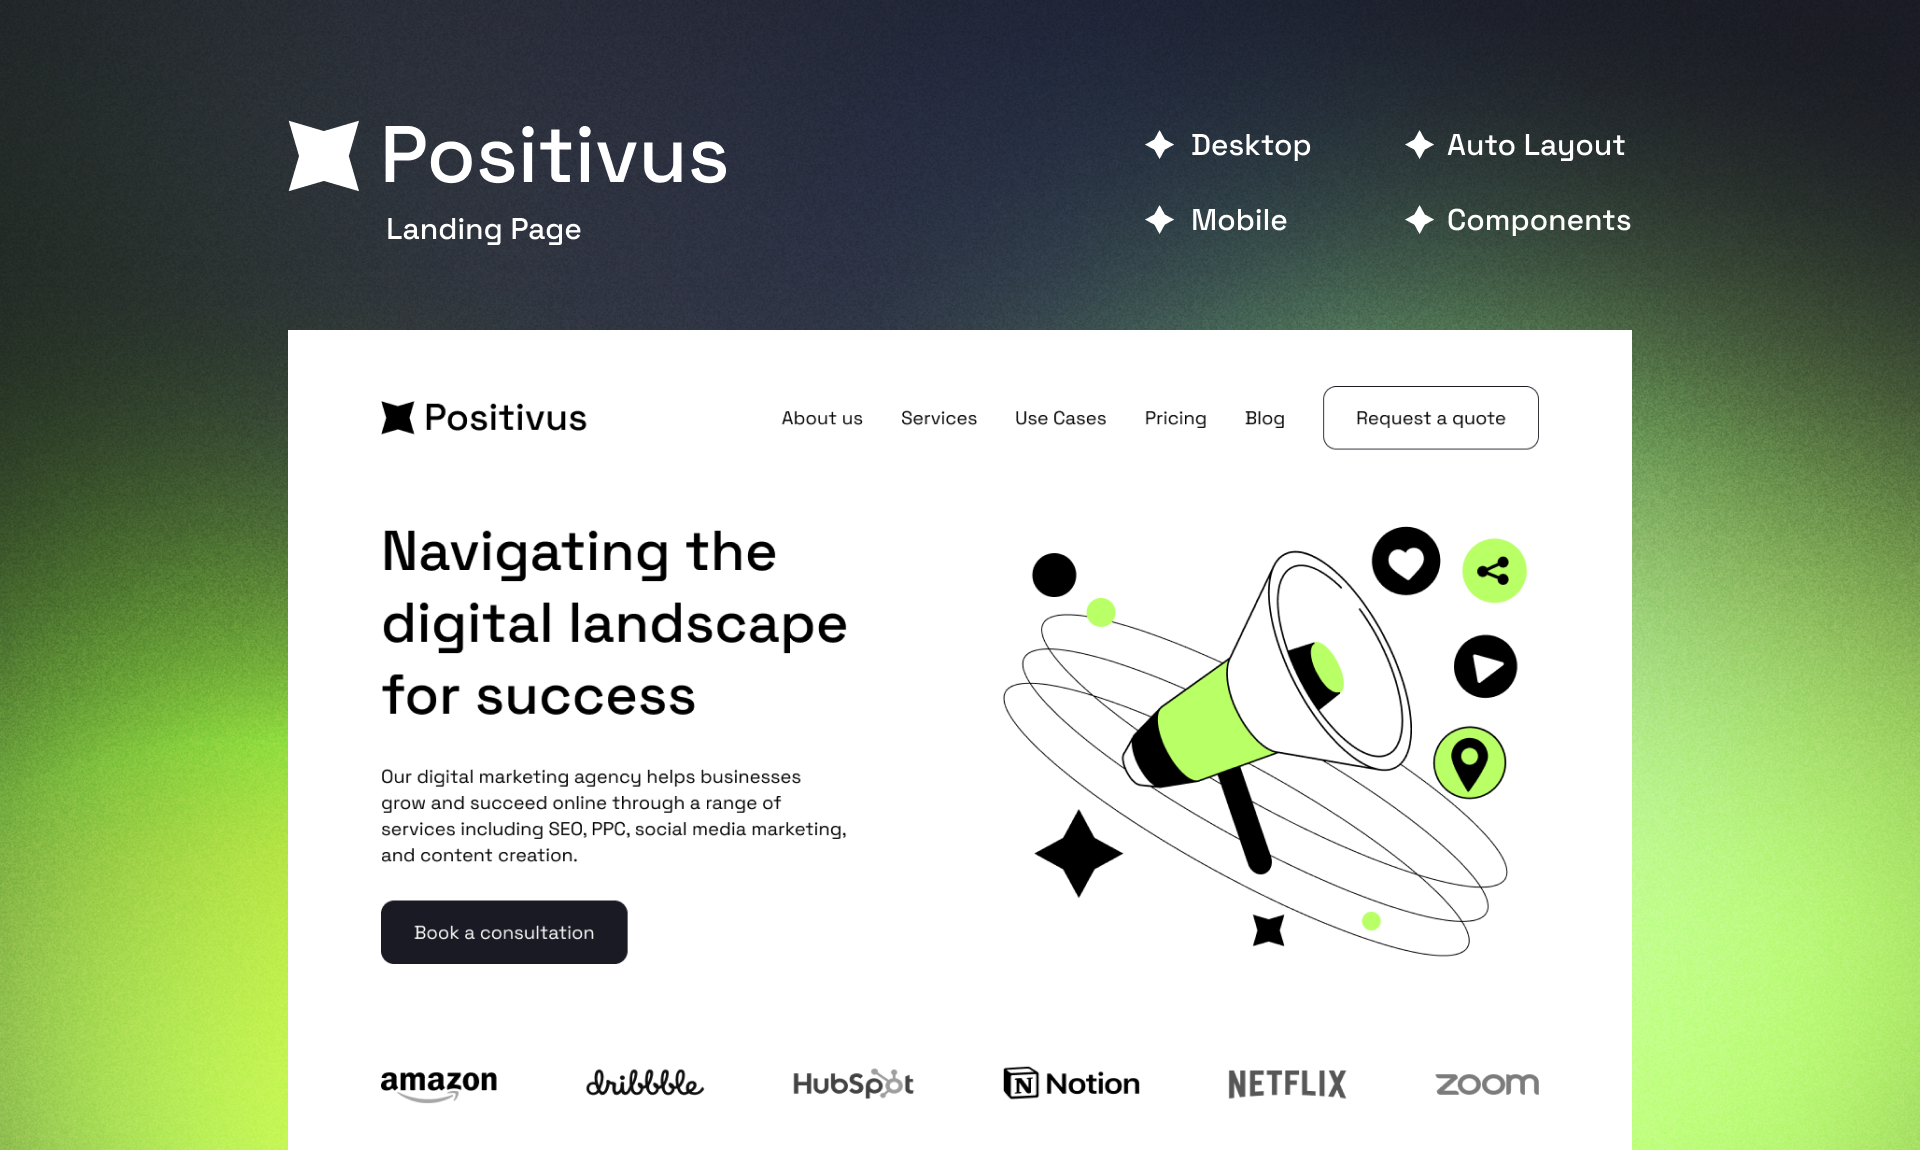 Positivus
Landing Page
Desktop
Auto Layout
Mobile
Components
Positivus
About us
Services
Use Cases
Pricing
Blog
Request a quote
Navigating the
digital landscape
for success
Our digital marketing agency helps businesses
grow and succeed online through a range of
services including SEO, PPC, social media marketing,
and content creation.
Book a consultation
amazon
dribbble
HubSpot
N Notion
NETFLIX
zoom